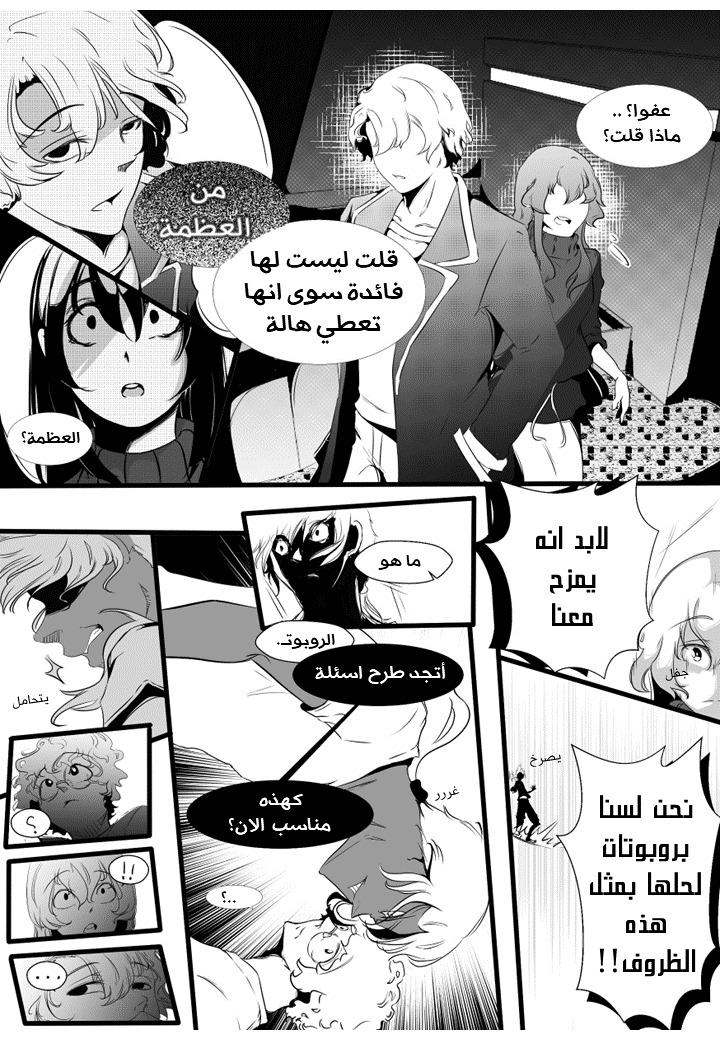 عفوا؟ ..
ماذا قلت؟
قلت ليست لها
فائدة سوى انها
تعطي هالة
من
العظمة
العظمة؟
لابد انه
يمزح
معنا
جفل
يصرخ
نحن لسنا
بروبوتات
لحلها بمثل
هذه
الظروف!!
ما هو
الروبوتـ.
أتجد طرح اسئلة
كهذه
مناسب الان؟
غررر
..؟
يتحامل
؟
!!
...